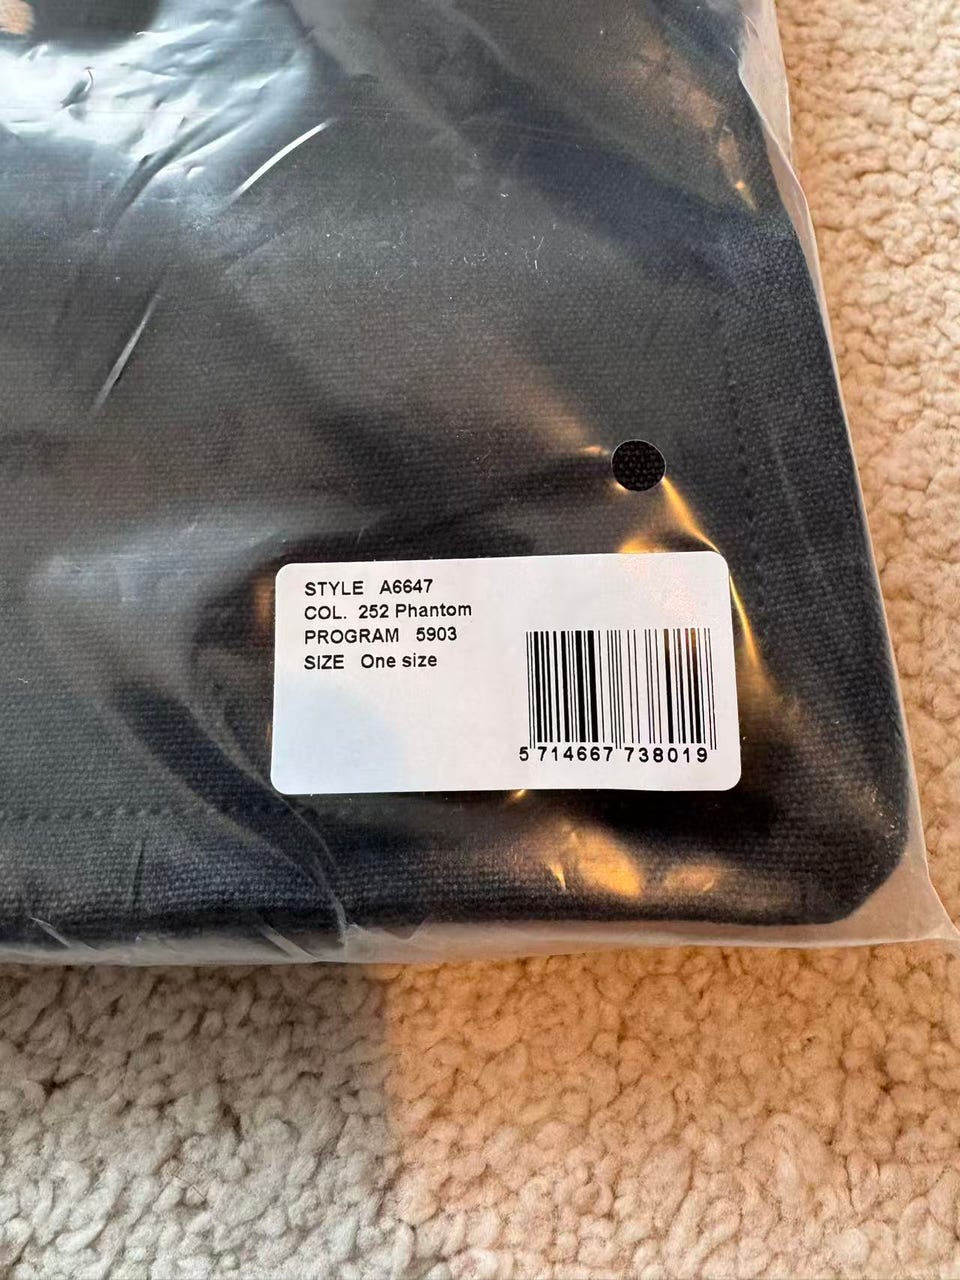 STYLE A6647
COL. 252 Phantom
PROGRAM 5903
SIZE One size
5 714667 738019